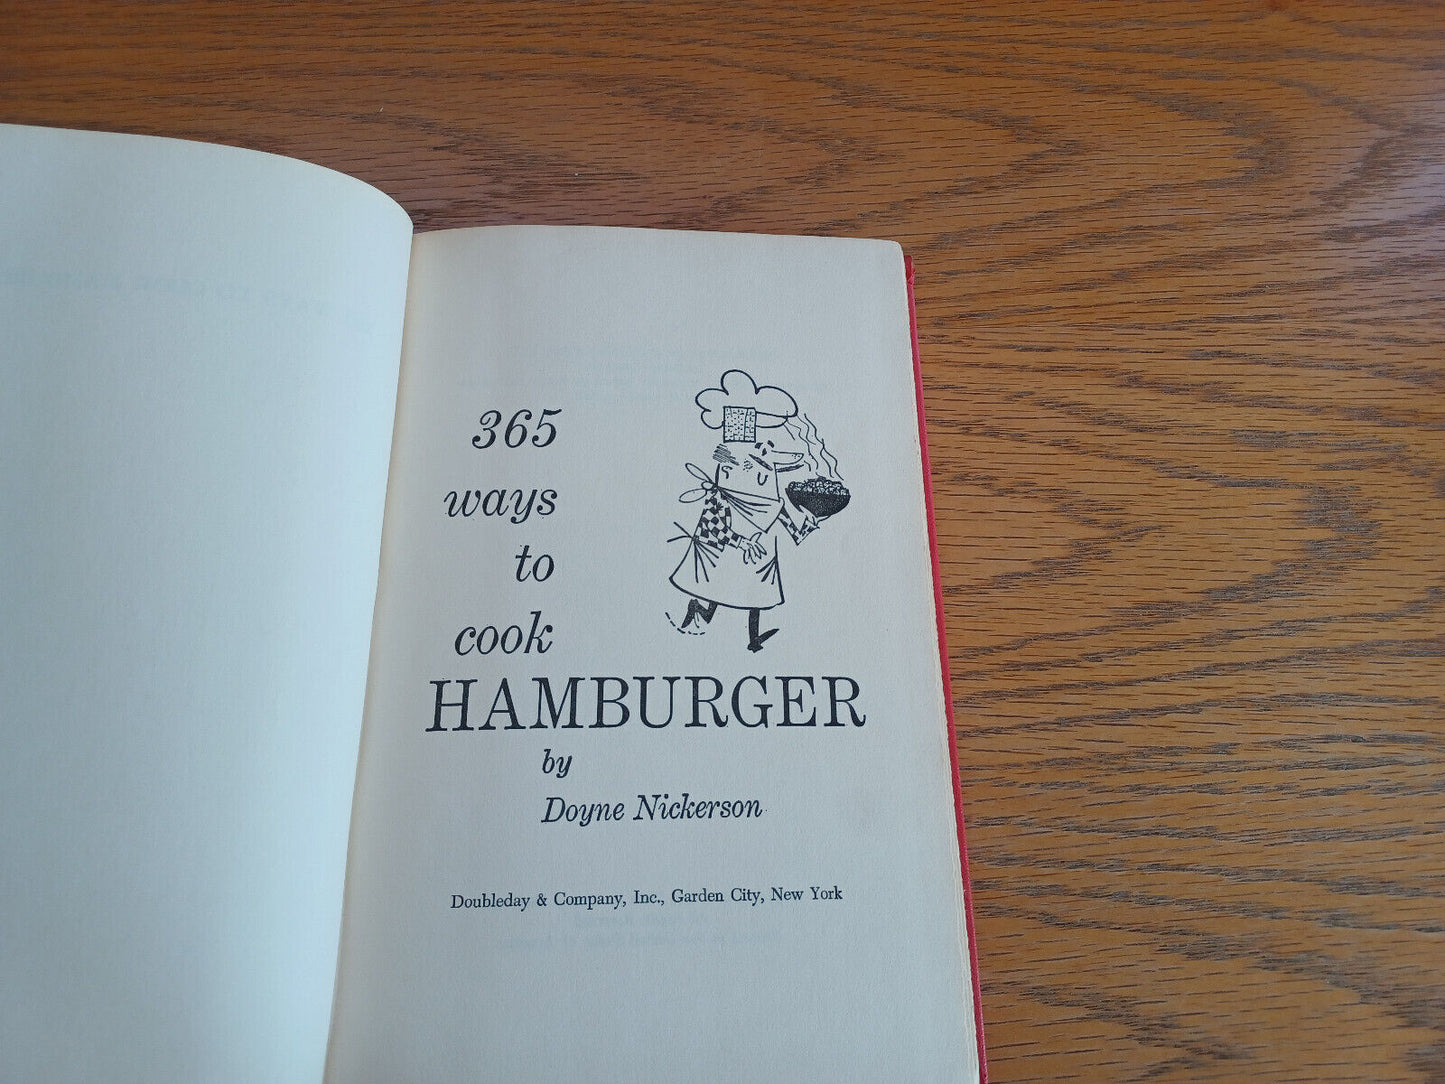 365
ways
to
cook
HAMBURGER
by
Doyne Nickerson
Doubleday & Company, Inc., Garden City, New York